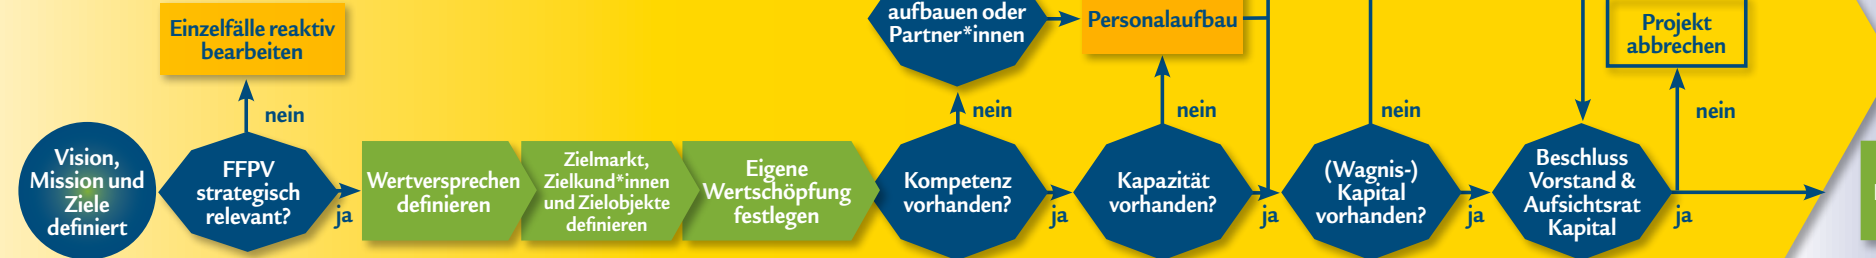 aufbauen oder
Partner*innen
Personalaufbau
Einzelfälle reaktiv
bearbeiten
Projekt
abbrechen
nein
nein
nein
nein
nein
Vision,
Mission und
Ziele
definiert
FFPV
strategisch
relevant?
ja
Wertversprechen
definieren
Zielmarkt,
Zielkund*innen
und Zielobjekte
definieren
Eigene
Wertschöpfung
festlegen
Kompetenz
vorhanden?
ja
Kapazität
vorhanden?
ja
(Wagnis-)
Kapital
vorhanden?
ja
Beschluss
Vorstand &
Aufsichtsrat
Kapital
ja